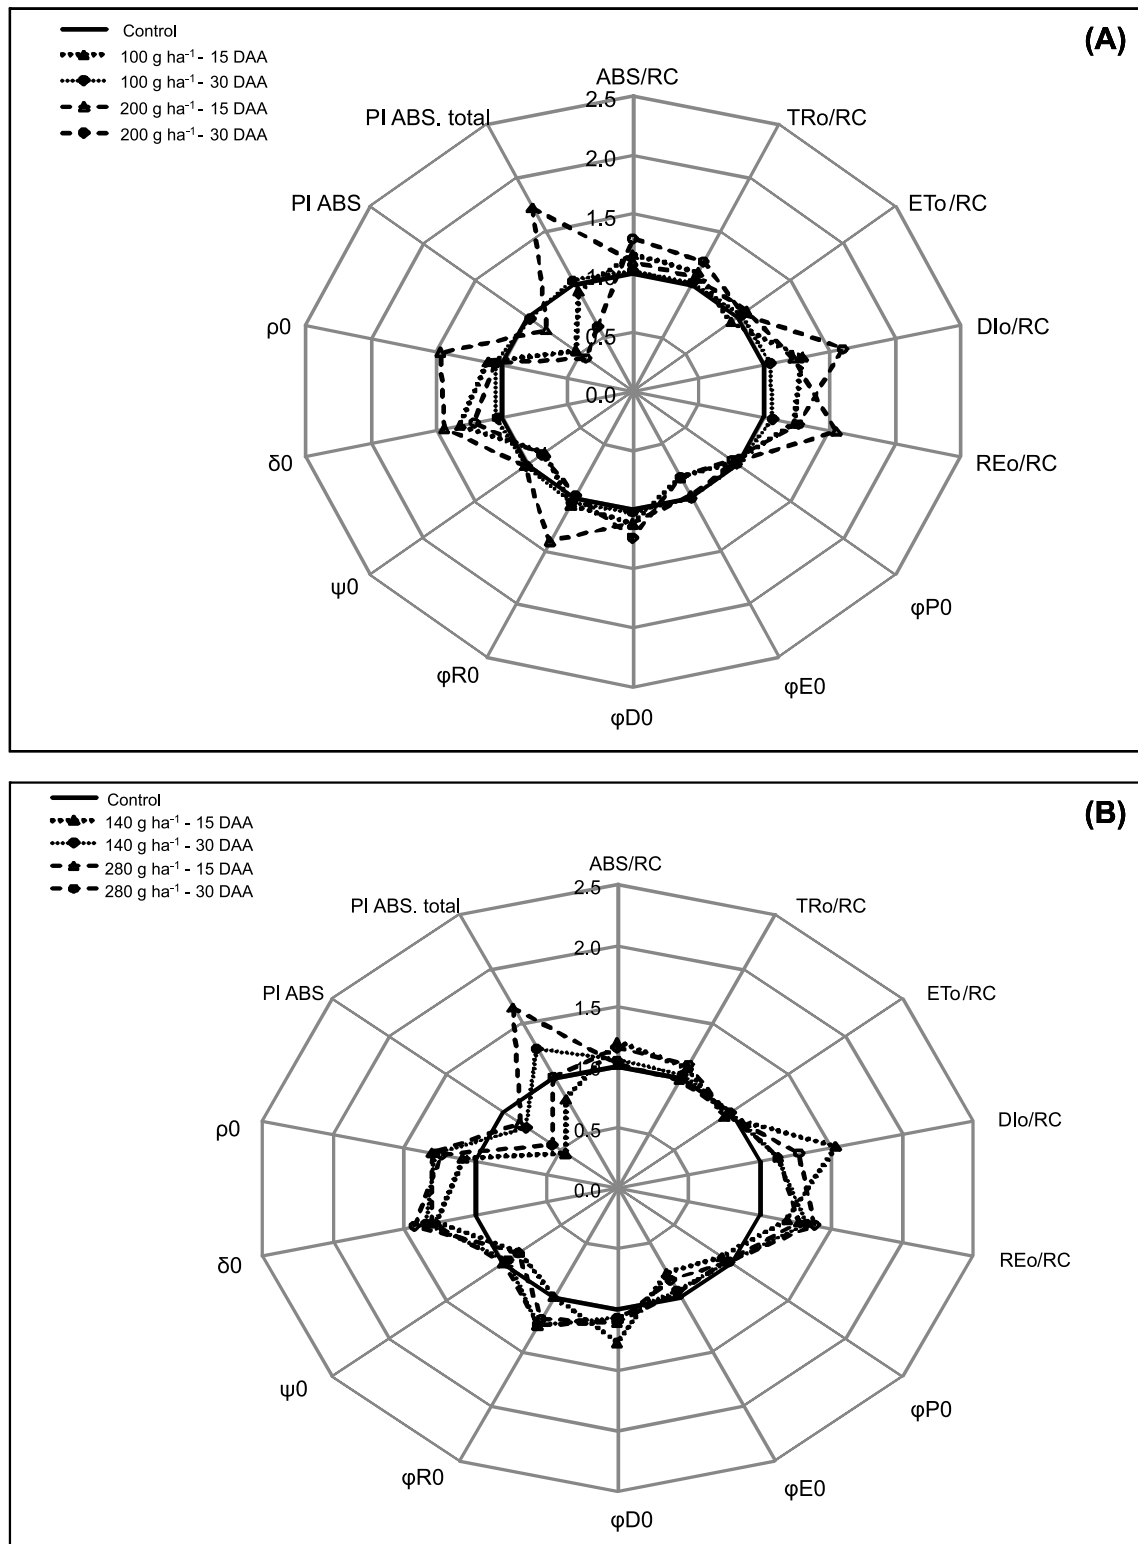 (A)
Control
100 g ha⁻¹ - 15 DAA
100 g ha⁻¹ - 30 DAA
200 g ha⁻¹ - 15 DAA
200 g ha⁻¹ - 30 DAA
ABS/RC
TRo/RC
ETo/RC
DIo/RC
REo/RC
φP0
φE0
φD0
φR0
ψ0
δ0
ρ0
PI ABS
PI ABS. total
2.5
2.0
1.5
1.0
0.5
0.0
(B)
Control
140 g ha⁻¹ - 15 DAA
140 g ha⁻¹ - 30 DAA
280 g ha⁻¹ - 15 DAA
280 g ha⁻¹ - 30 DAA
ABS/RC
TRo/RC
ETo/RC
DIo/RC
REo/RC
φP0
φE0
φD0
φR0
ψ0
δ0
ρ0
PI ABS
PI ABS. total
2.5
2.0
1.5
1.0
0.5
0.0